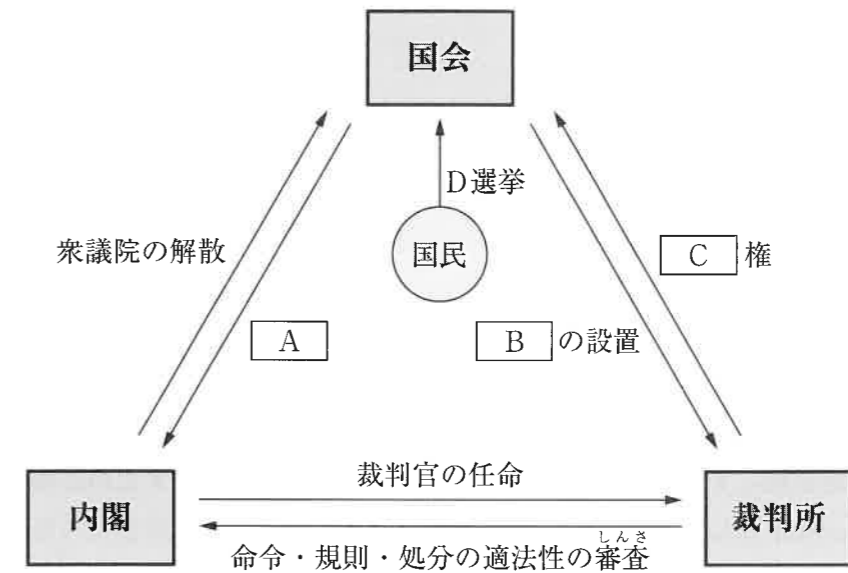 国会
D選挙
衆議院の解散
国民
C 権
A
B の設置
裁判官の任命
内閣
裁判所
しんさ
命令・規則・処分の適法性の審査